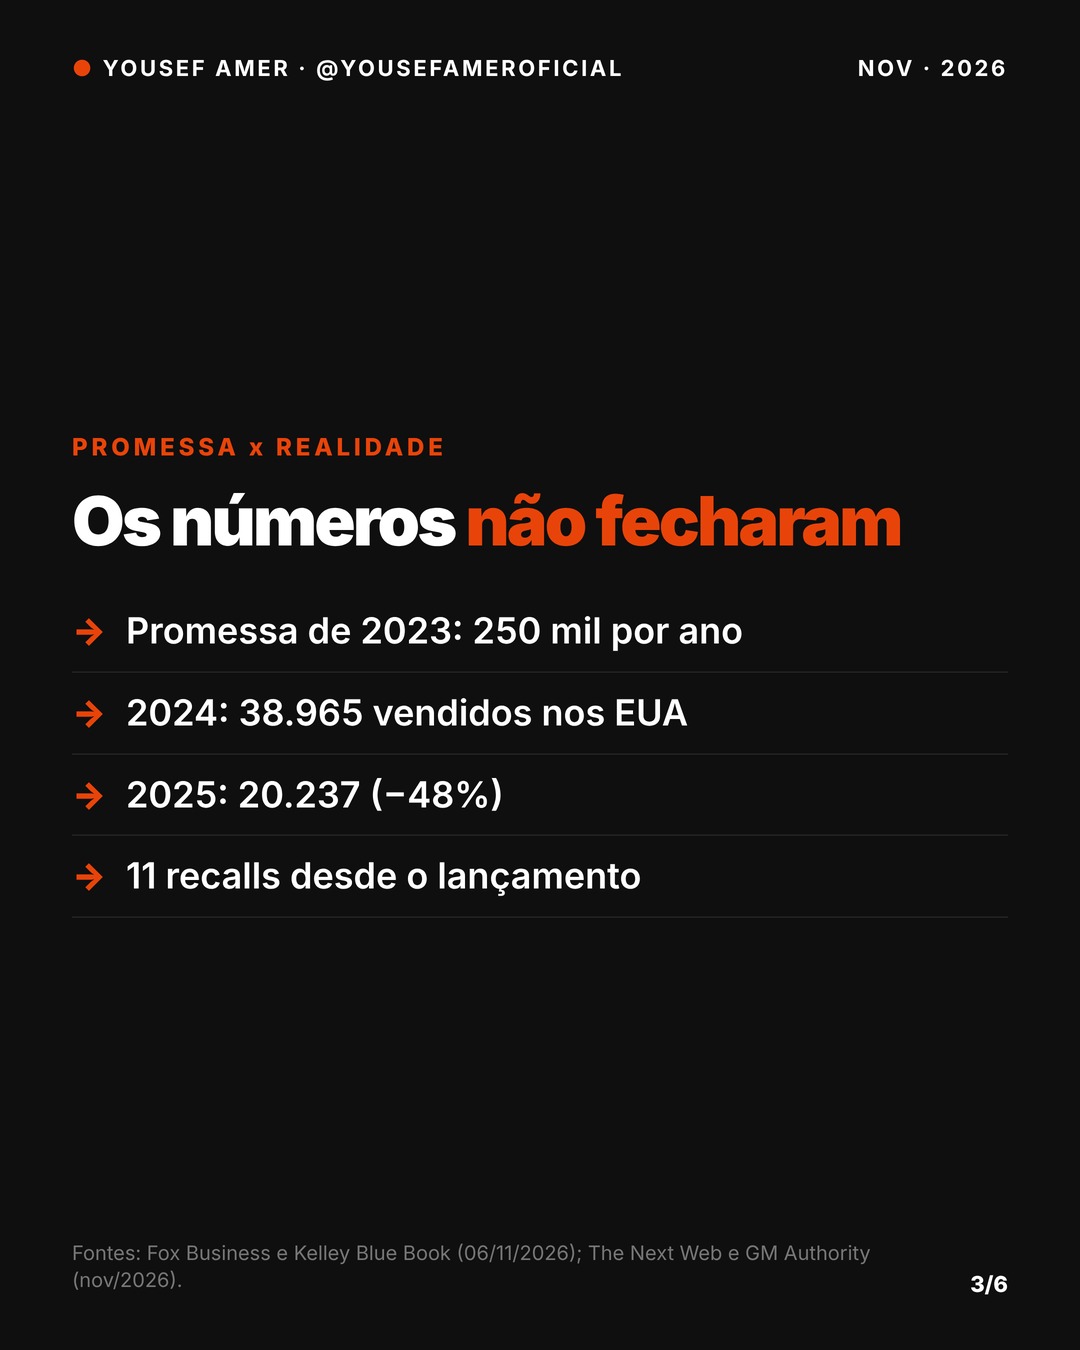 YOUSEF AMER · @YOUSEFAMEROFICIAL
NOV · 2026
PROMESSA x REALIDADE
Os números não fecharam
→ Promessa de 2023: 250 mil por ano
→ 2024: 38.965 vendidos nos EUA
→ 2025: 20.237 (−48%)
→ 11 recalls desde o lançamento
Fontes: Fox Business e Kelley Blue Book (06/11/2026); The Next Web e GM Authority
(nov/2026).
3/6